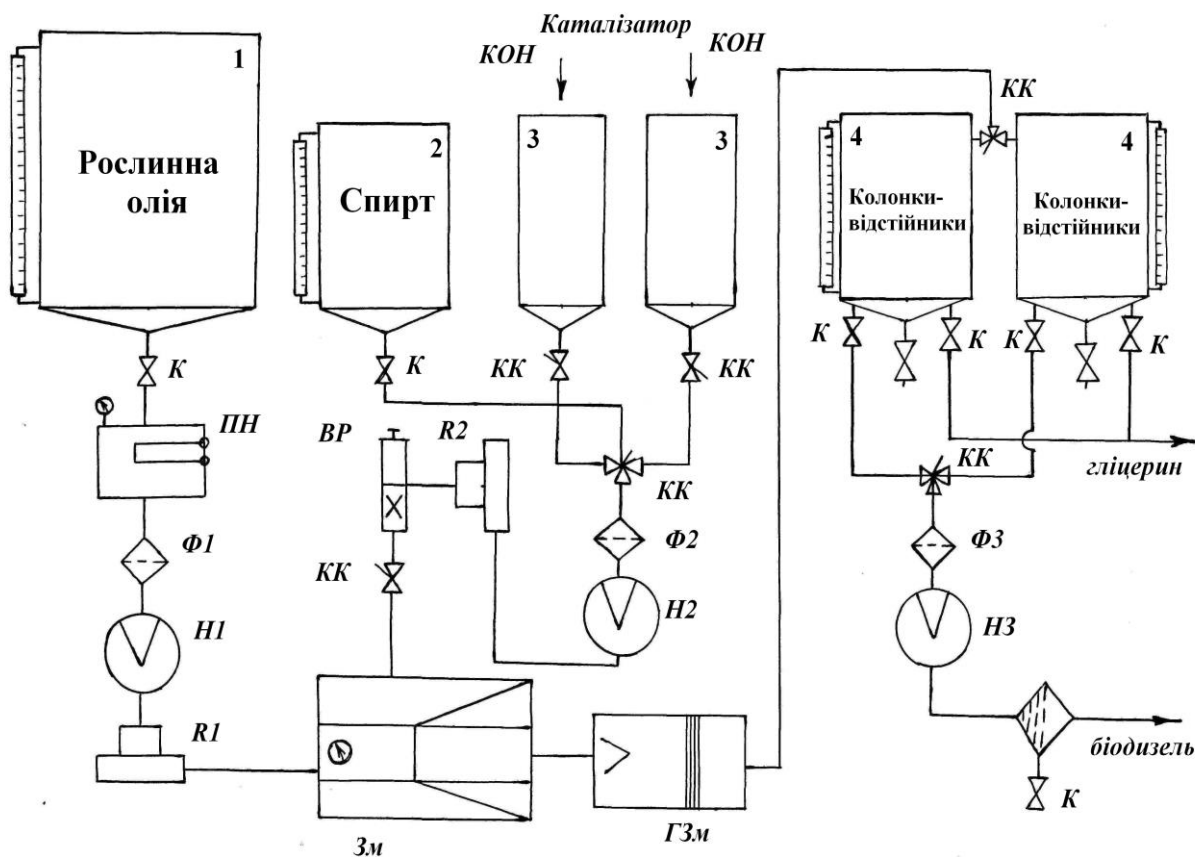 Каталізатор
КОН
КОН
КК
1
2
3
3
4
4
Рослинна
олія
Спирт
Колонки-
відстійники
Колонки-
відстійники
К
К
КК
КК
К
К
К
К
ПН
ВР
R2
КК
КК
гліцерин
Ф1
КК
Ф2
Ф3
Н1
Н2
Н3
R1
біодизель
К
Зм
ГЗм